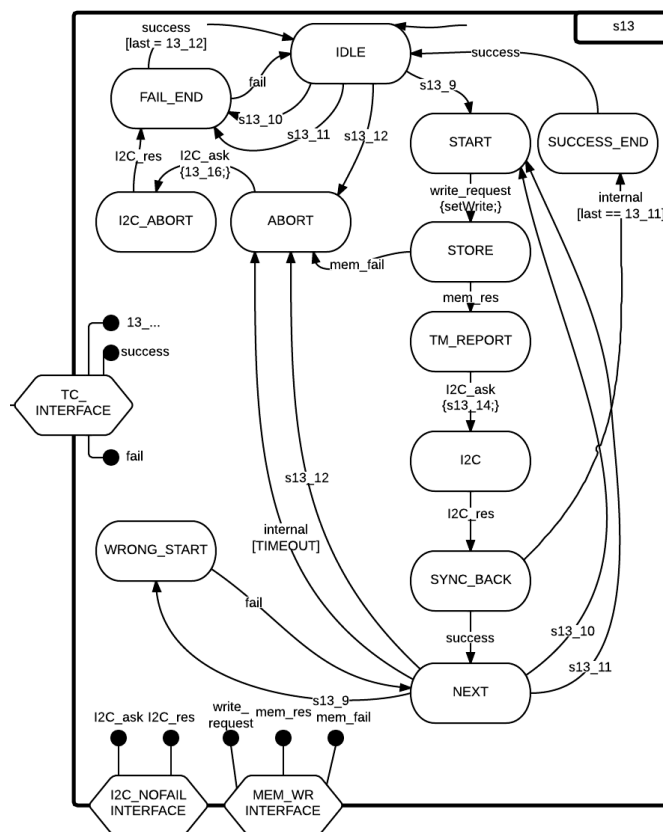 s13
success
[last = 13_12]
IDLE
success
fail
FAIL_END
s13_10
s13_11
s13_12
s13_9
START
SUCCESS_END
I2C_res
I2C_ask
{13_16;}
write_request
{setWrite;}
internal
[last == 13_11]
I2C_ABORT
ABORT
STORE
mem_fail
mem_res
13_...
success
TM_REPORT
TC_
INTERFACE
I2C_ask
{s13_14;}
fail
I2C
s13_12
I2C_res
internal
[TIMEOUT]
WRONG_START
SYNC_BACK
fail
success
s13_10
s13_11
s13_9
NEXT
I2C_ask
I2C_res
write_
request
mem_res
mem_fail
I2C_NOFAIL
INTERFACE
MEM_WR
INTERFACE